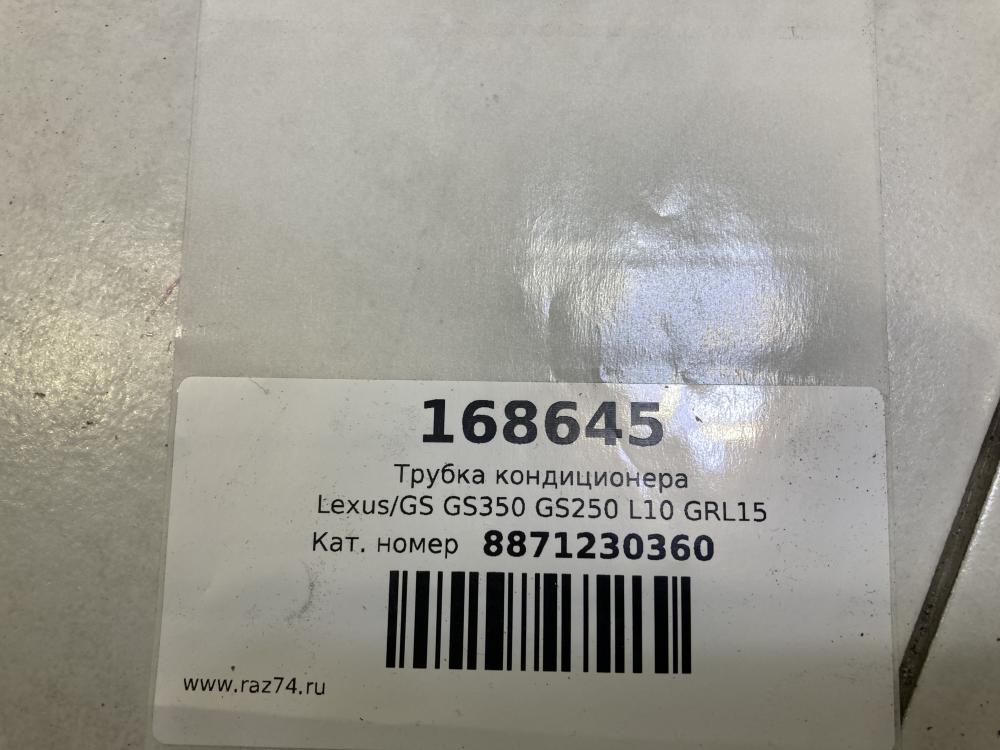 168645
Трубка кондиционера
Lexus/GS GS350 GS250 L10 GRL15
Кат. номер 8871230360
www.raz74.ru